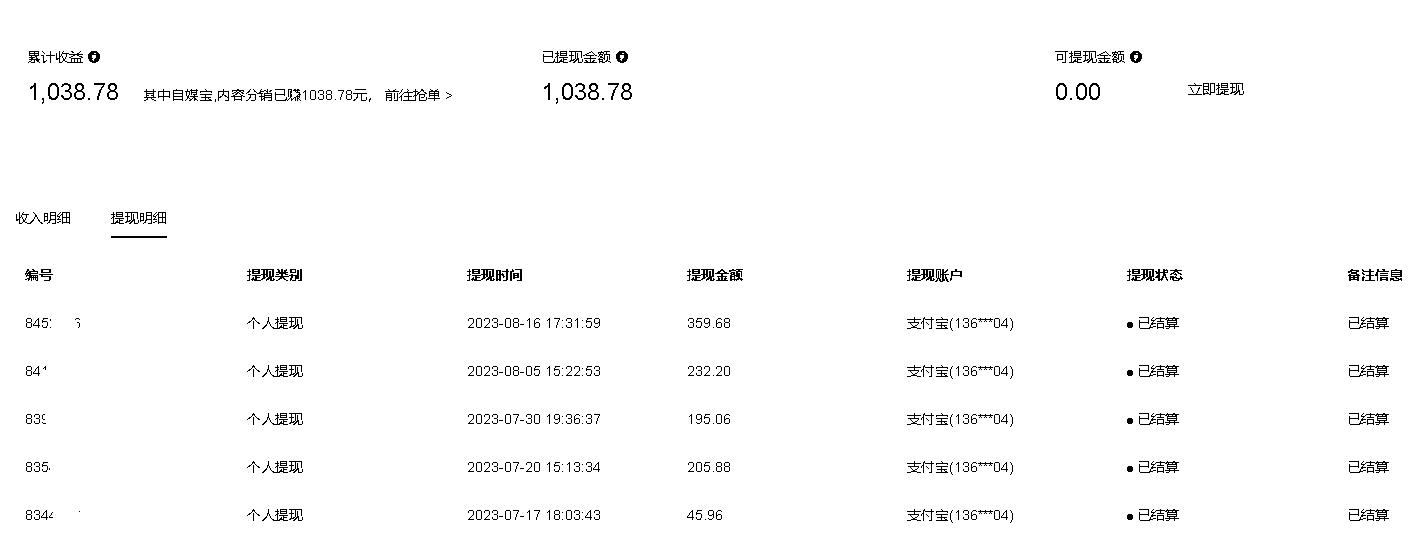 累计收益 已提现金额 可提现金额
1,038.78 其中自媒宝,内容分销已赚1038.78元， 前往抢单 > 1,038.78 0.00 立即提现
收入明细 提现明细
编号 提现类别 提现时间 提现金额 提现账户 提现状态 备注信息
845 6 个人提现 2023-08-16 17:31:59 359.68 支付宝(136***04) 已结算 已结算
84 个人提现 2023-08-05 15:22:53 232.20 支付宝(136***04) 已结算 已结算
839 个人提现 2023-07-30 19:36:37 195.06 支付宝(136***04) 已结算 已结算
835 个人提现 2023-07-20 15:13:34 205.88 支付宝(136***04) 已结算 已结算
834 个人提现 2023-07-17 18:03:43 45.96 支付宝(136***04) 已结算 已结算